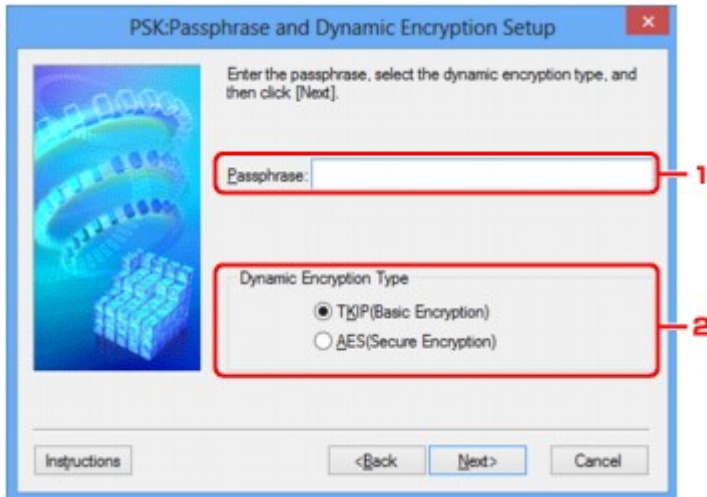 PSK:Passphrase and Dynamic Encryption Setup
Enter the passphrase, select the dynamic encryption type, and
then click [Next].
Passphrase:
1
Dynamic Encryption Type
TKIP(Basic Encryption)
AES(Secure Encryption)
2
Instructions
<Back
Next>
Cancel